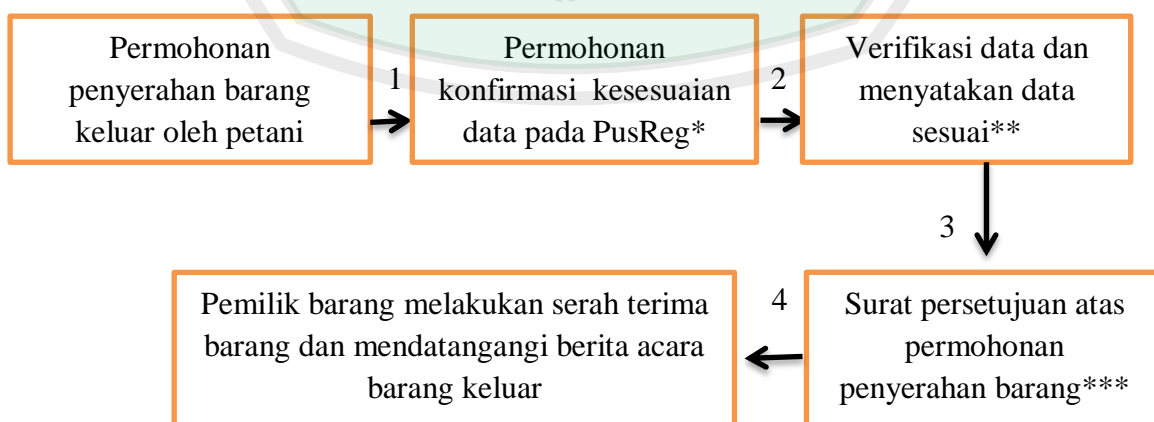 Permohonan
penyerahan barang
keluar oleh petani
1
Permohonan
konfirmasi kesesuaian
data pada PusReg*
2
Verifikasi data dan
menyatakan data
sesuai**
3
Surat persetujuan atas
permohonan
penyerahan barang***
4
Pemilik barang melakukan serah terima
barang dan mendatangangi berita acara
barang keluar